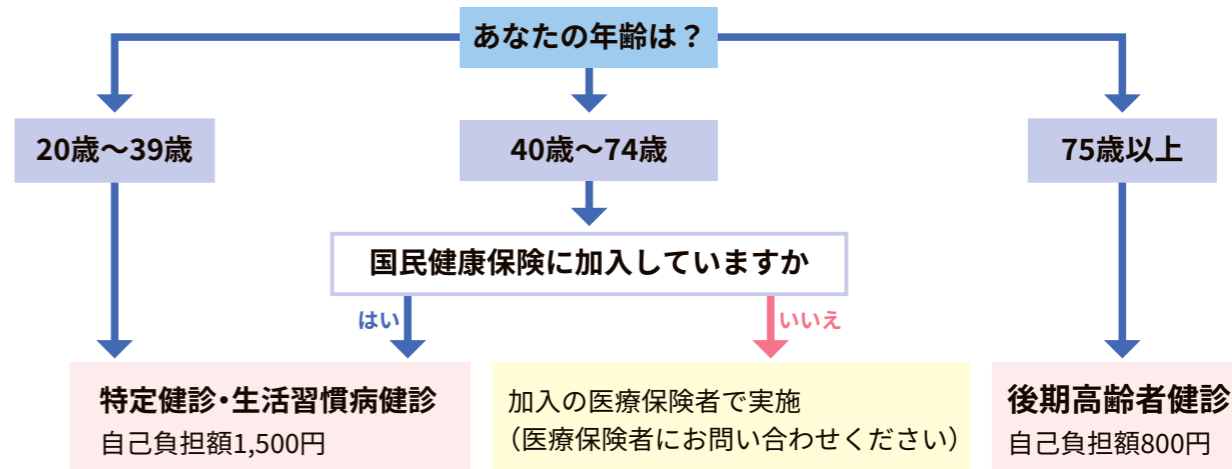 あなたの年齢は？
20歳～39歳
40歳～74歳
75歳以上
国民健康保険に加入していますか
はい
いいえ
特定健診・生活習慣病健診
自己負担額1,500円
加入の医療保険者で実施
（医療保険者にお問い合わせください）
後期高齢者健診
自己負担額800円